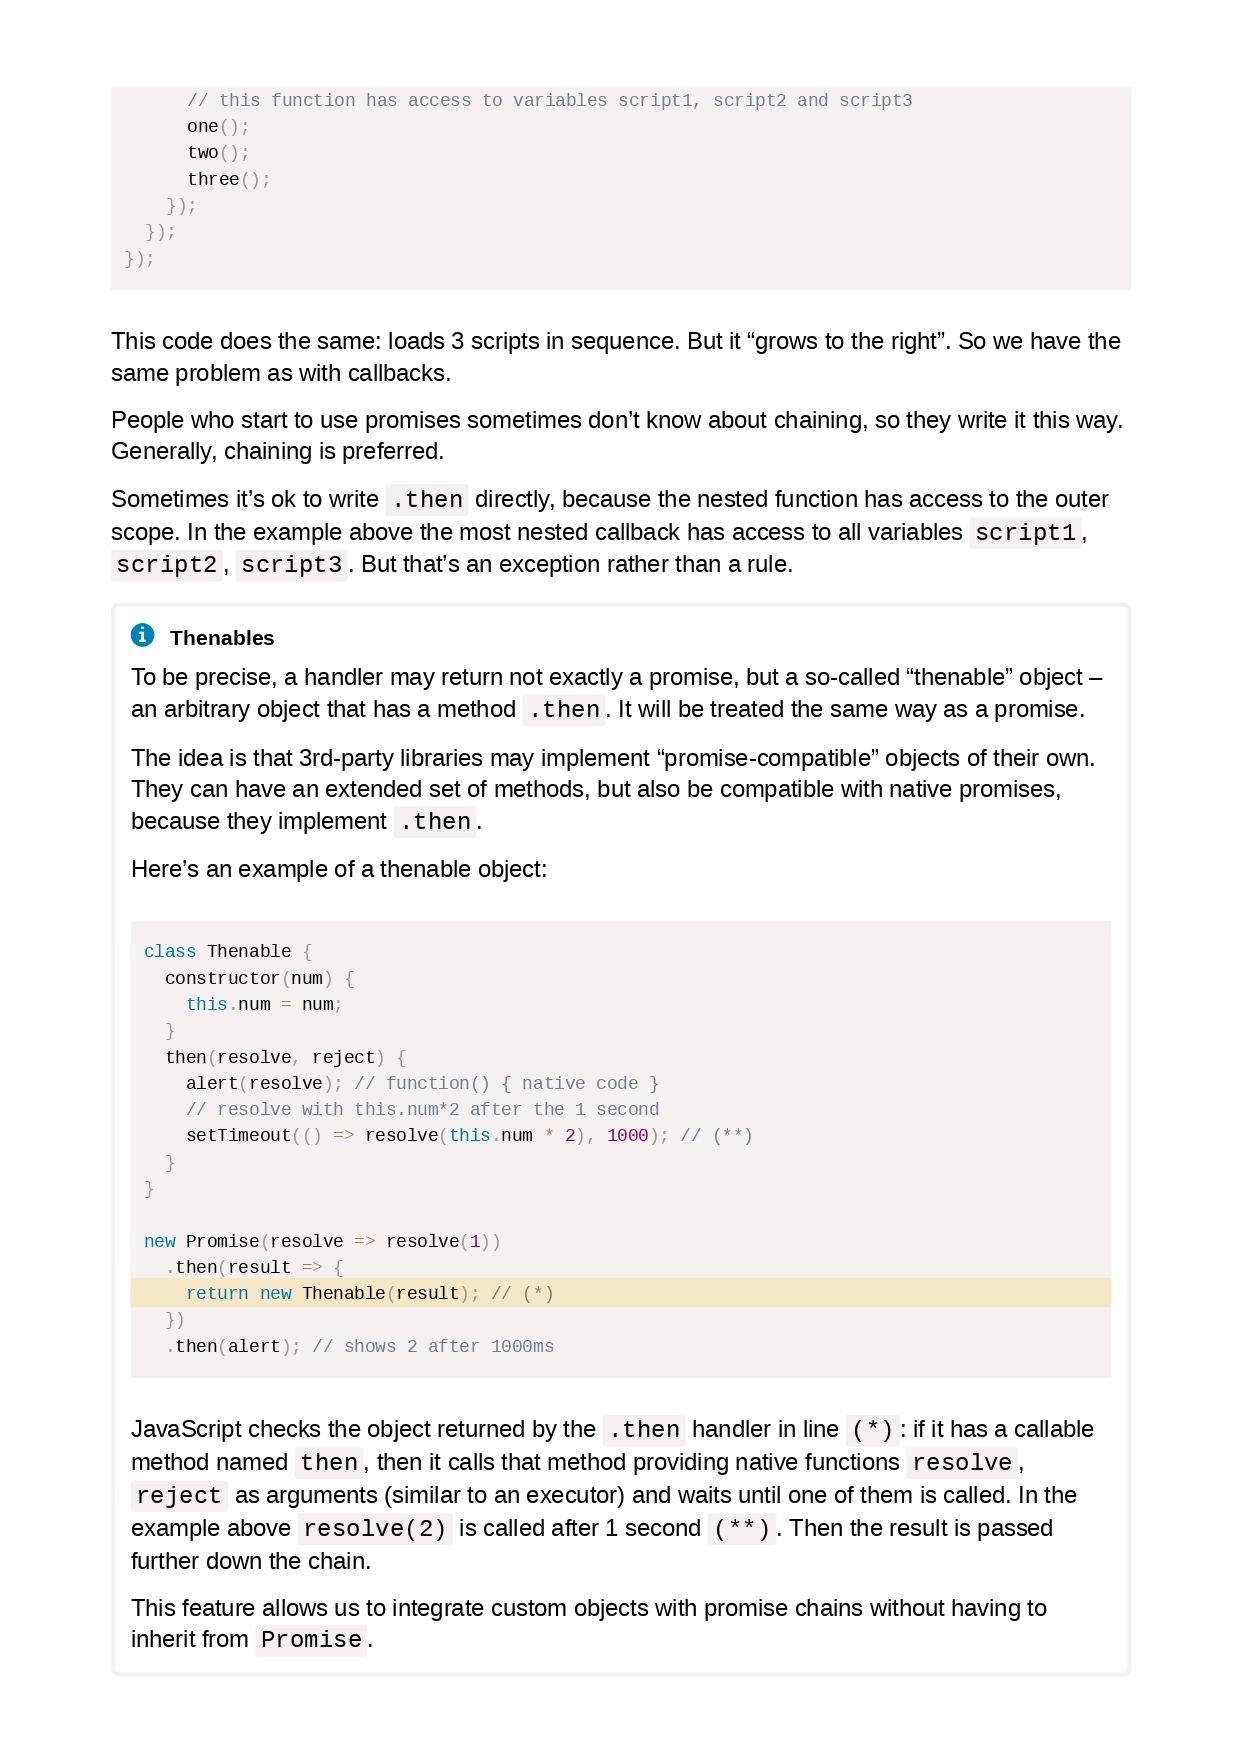 // this function has access to variables script1, script2 and script3
one();
two();
three();
});
});
});
This code does the same: loads 3 scripts in sequence. But it “grows to the right”. So we have the
same problem as with callbacks.
People who start to use promises sometimes don’t know about chaining, so they write it this way.
Generally, chaining is preferred.
Sometimes it’s ok to write .then directly, because the nested function has access to the outer
scope. In the example above the most nested callback has access to all variables script1,
script2, script3. But that’s an exception rather than a rule.
Thenables
To be precise, a handler may return not exactly a promise, but a so-called “thenable” object –
an arbitrary object that has a method .then. It will be treated the same way as a promise.
The idea is that 3rd-party libraries may implement “promise-compatible” objects of their own.
They can have an extended set of methods, but also be compatible with native promises,
because they implement .then.
Here’s an example of a thenable object:
class Thenable {
constructor(num) {
this.num = num;
}
then(resolve, reject) {
alert(resolve); // function() { native code }
// resolve with this.num*2 after the 1 second
setTimeout(() => resolve(this.num * 2), 1000); // (**)
}
}
new Promise(resolve => resolve(1))
.then(result => {
return new Thenable(result); // (*)
})
.then(alert); // shows 2 after 1000ms
JavaScript checks the object returned by the .then handler in line (*): if it has a callable
method named then, then it calls that method providing native functions resolve,
reject as arguments (similar to an executor) and waits until one of them is called. In the
example above resolve(2) is called after 1 second (**). Then the result is passed
further down the chain.
This feature allows us to integrate custom objects with promise chains without having to
inherit from Promise.